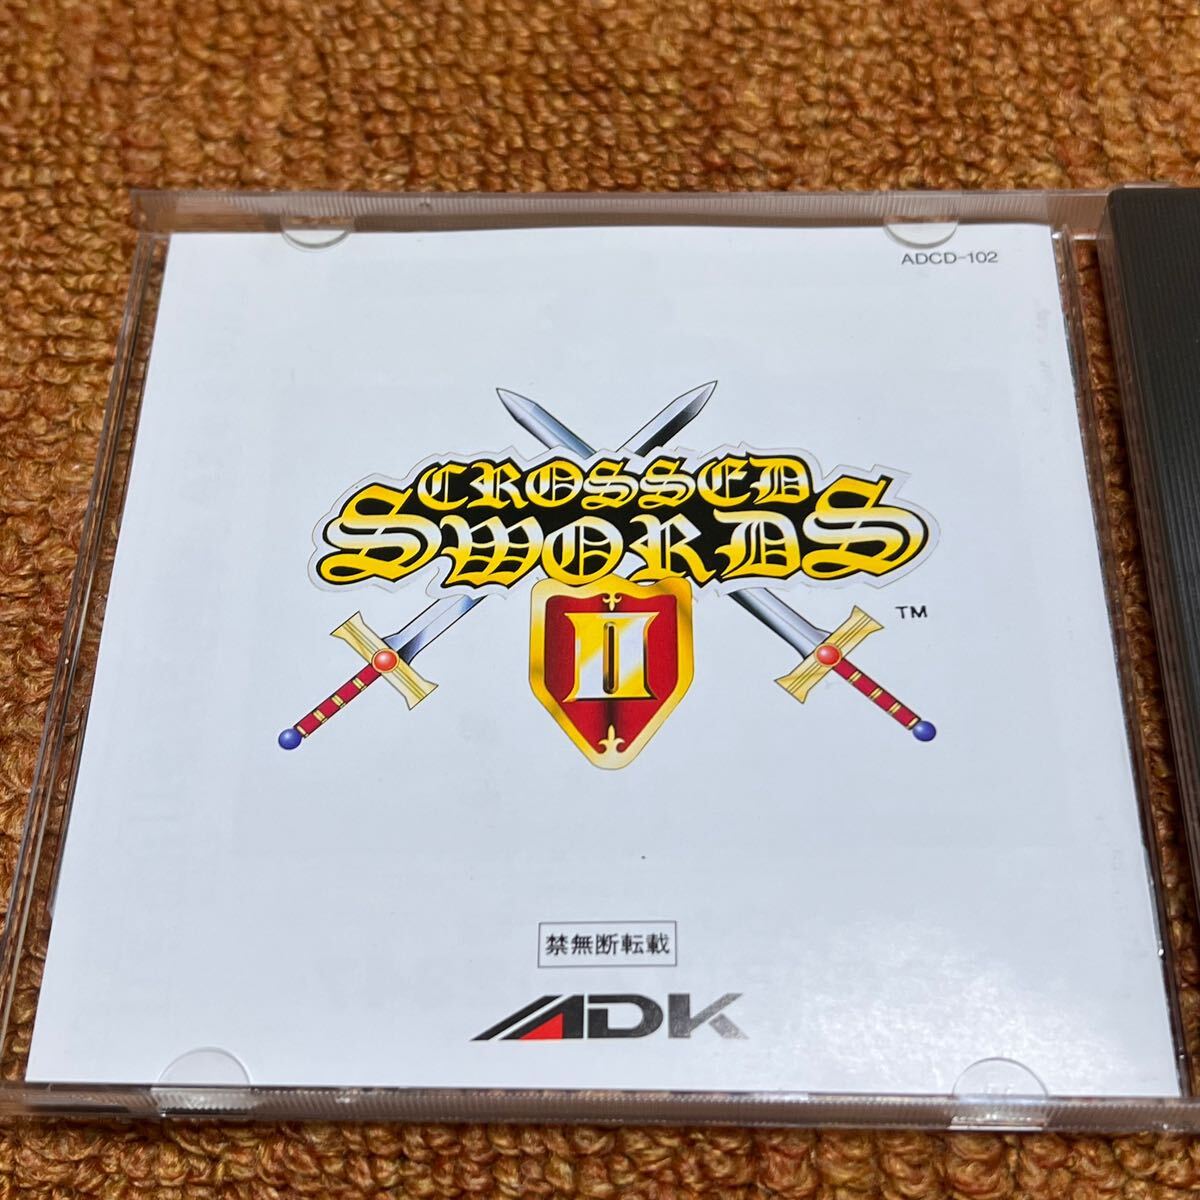 ADCD-102
CROSSED
SWORDS
II
TM
禁無断転載
ADK